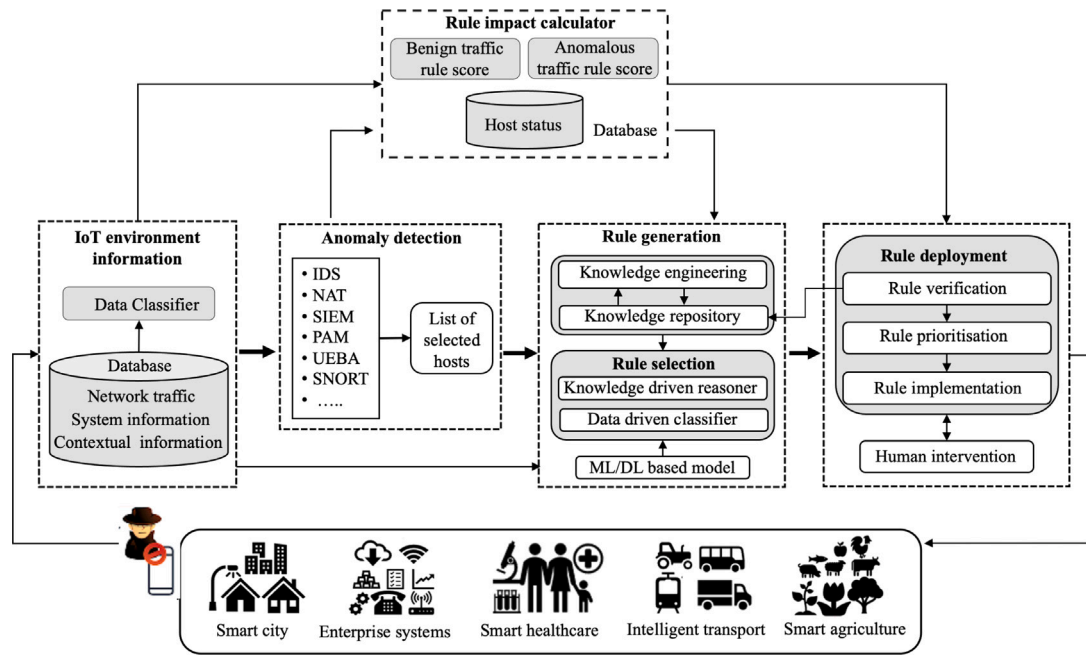 Rule impact calculator
Benign traffic
rule score
Anomalous
traffic rule score
Host status
Database
IoT environment
information
Data Classifier
Database
Network traffic
System information
Contextual information
Anomaly detection
• IDS
• NAT
• SIEM
• PAM
• UEBA
• SNORT
• …..
List of
selected
hosts
Rule generation
Knowledge engineering
Knowledge repository
Rule selection
Knowledge driven reasoner
Data driven classifier
ML/DL based model
Rule deployment
Rule verification
Rule prioritisation
Rule implementation
Human intervention
Smart city
Enterprise systems
Smart healthcare
Intelligent transport
Smart agriculture